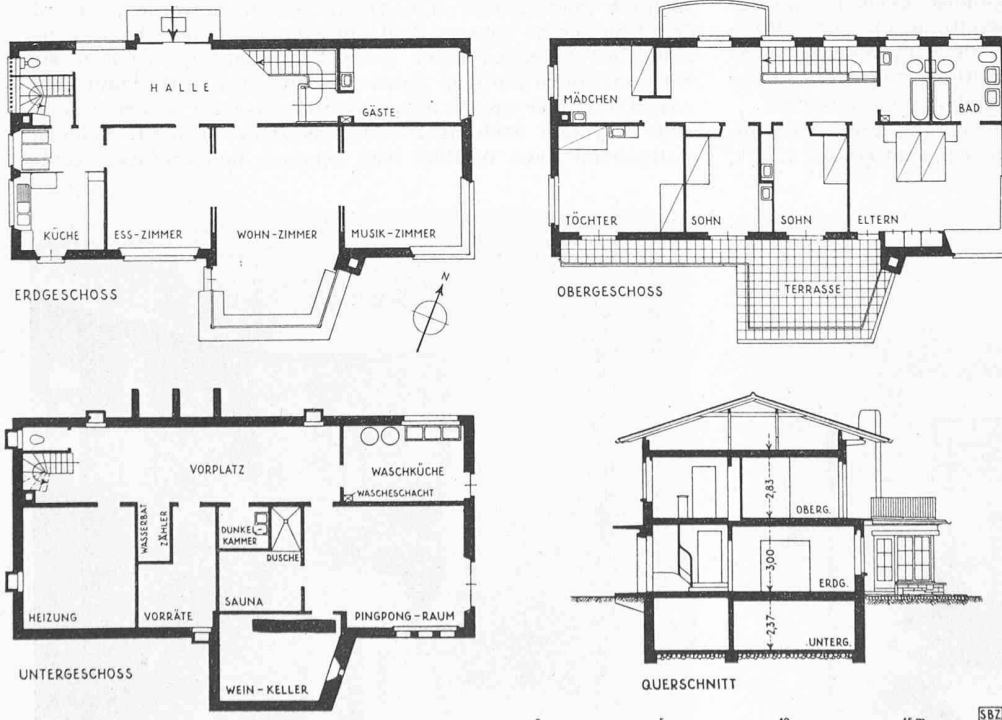 HALLE
GÄSTE
KÜCHE
ESS-ZIMMER
WOHN-ZIMMER
MUSIK-ZIMMER
ERDGESCHOSS
N
MÄDCHEN
BAD
TÖCHTER
SOHN
SOHN
ELTERN
TERRASSE
OBERGESCHOSS
VORPLATZ
WASCHKÜCHE
WASCHESCHACHT
WASSERBAT
ZÄHLER
DUNKEL-
KAMMER
DUSCHE
HEIZUNG
VORRÄTE
SAUNA
PINGPONG-RAUM
WEIN-KELLER
UNTERGESCHOSS
2,83
OBERG.
3,00
ERDG.
2,37
UNTERG.
QUERSCHNITT
SBZ